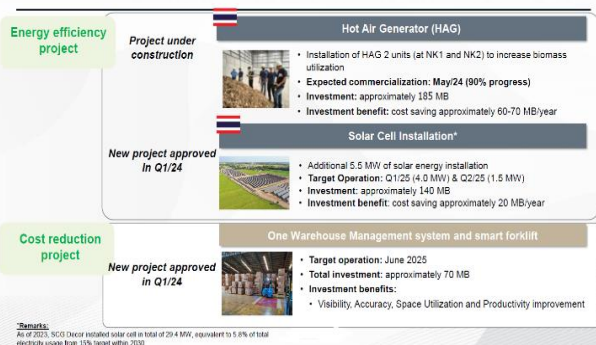 Energy efficiency
project
Project under
construction
Hot Air Generator (HAG)
• Installation of HAG 2 units (at NK1 and NK2) to increase biomass
utilization
• Expected commercialization: May/24 (90% progress)
• Investment: approximately 185 MB
• Investment benefit: cost saving approximately 60-70 MB/year
New project approved
In Q1/24
Solar Cell Installation*
• Additional 5.5 MW of solar energy installation
• Target Operation: Q1/25 (4.0 MW) & Q2/25 (1.5 MW)
• Investment: approximately 140 MB
• Investment benefit: cost saving approximately 20 MB/year
Cost reduction
project
New project approved
in Q1/24
One Warehouse Management system and smart forklift
• Target operation: June 2025
• Total investment: approximately 70 MB
• Investment benefits:
• Visibility, Accuracy, Space Utilization and Productivity improvement
*Remarks:
As of 2023, SCG Decor installed solar cell in total of 29.4 MW, equivalent to 5.8% of total
electricity usage from 15% target within 2030